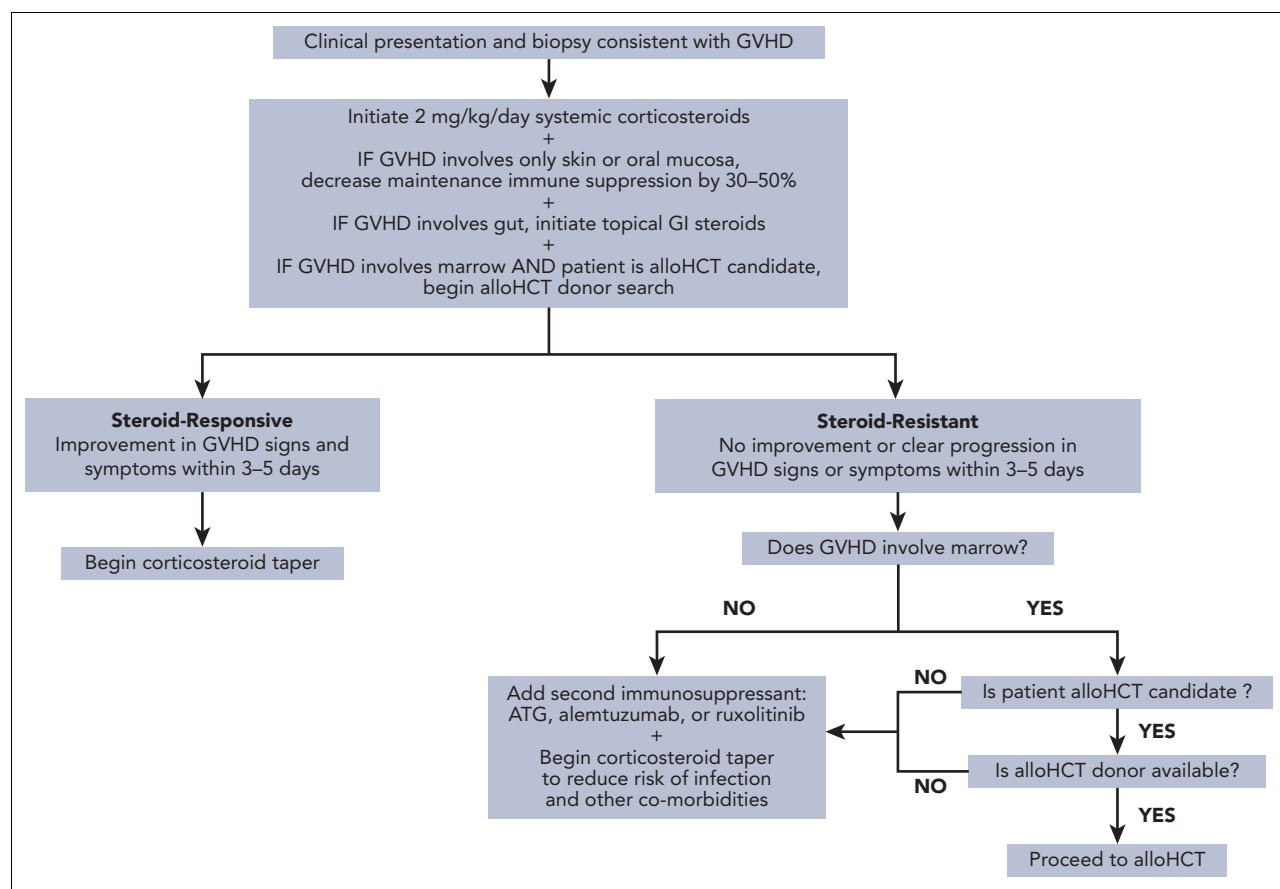 Clinical presentation and biopsy consistent with GVHD
Initiate 2 mg/kg/day systemic corticosteroids
+
IF GVHD involves only skin or oral mucosa,
decrease maintenance immune suppression by 30–50%
+
IF GVHD involves gut, initiate topical GI steroids
+
IF GVHD involves marrow AND patient is alloHCT candidate,
begin alloHCT donor search
Steroid-Responsive
Improvement in GVHD signs and
symptoms within 3–5 days
Begin corticosteroid taper
Steroid-Resistant
No improvement or clear progression in
GVHD signs or symptoms within 3–5 days
Does GVHD involve marrow?
NO
YES
Add second immunosuppressant:
ATG, alemtuzumab, or ruxolitinib
+
Begin corticosteroid taper
to reduce risk of infection
and other co-morbidities
NO
Is patient alloHCT candidate ?
YES
NO
Is alloHCT donor available?
YES
Proceed to alloHCT